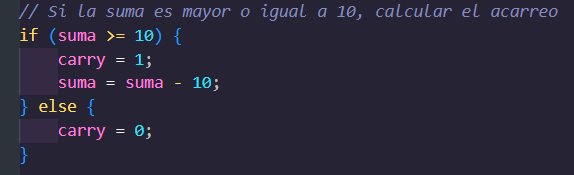 // Si la suma es mayor o igual a 10, calcular el acarreo
if (suma >= 10) {
    carry = 1;
    suma = suma - 10;
} else {
    carry = 0;
}